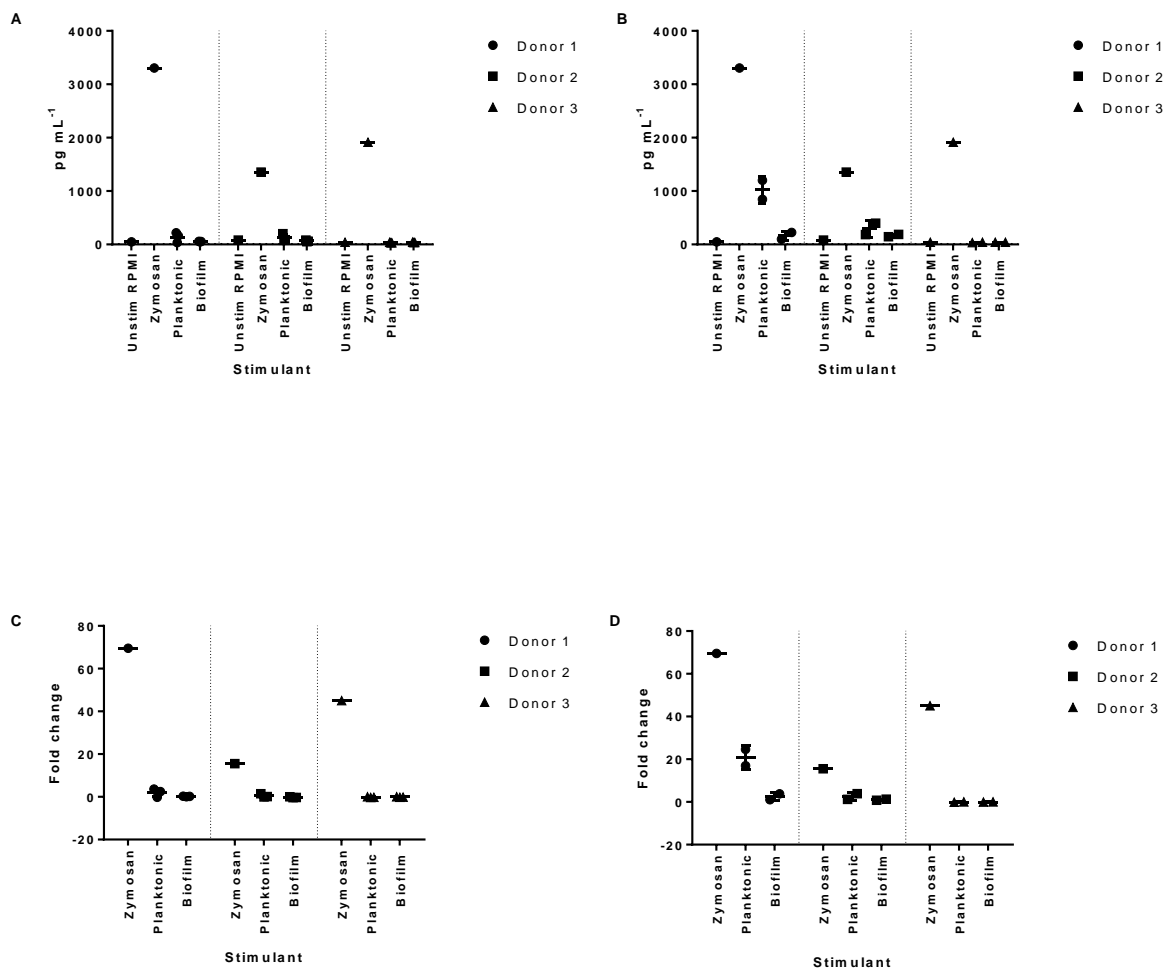 A
pg mL-1
4000
3000
2000
1000
0
Unstim RPMI
Zymosan
Planktonic
Biofilm
Unstim RPMI
Zymosan
Planktonic
Biofilm
Unstim RPMI
Zymosan
Planktonic
Biofilm
Stimulant
Donor 1
Donor 2
Donor 3
B
pg mL-1
4000
3000
2000
1000
0
Unstim RPMI
Zymosan
Planktonic
Biofilm
Unstim RPMI
Zymosan
Planktonic
Biofilm
Unstim RPMI
Zymosan
Planktonic
Biofilm
Stimulant
Donor 1
Donor 2
Donor 3
C
Fold change
80
60
40
20
0
-20
Zymosan
Planktonic
Biofilm
Zymosan
Planktonic
Biofilm
Zymosan
Planktonic
Biofilm
Stimulant
Donor 1
Donor 2
Donor 3
D
Fold change
80
60
40
20
0
-20
Zymosan
Planktonic
Biofilm
Zymosan
Planktonic
Biofilm
Zymosan
Planktonic
Biofilm
Stimulant
Donor 1
Donor 2
Donor 3